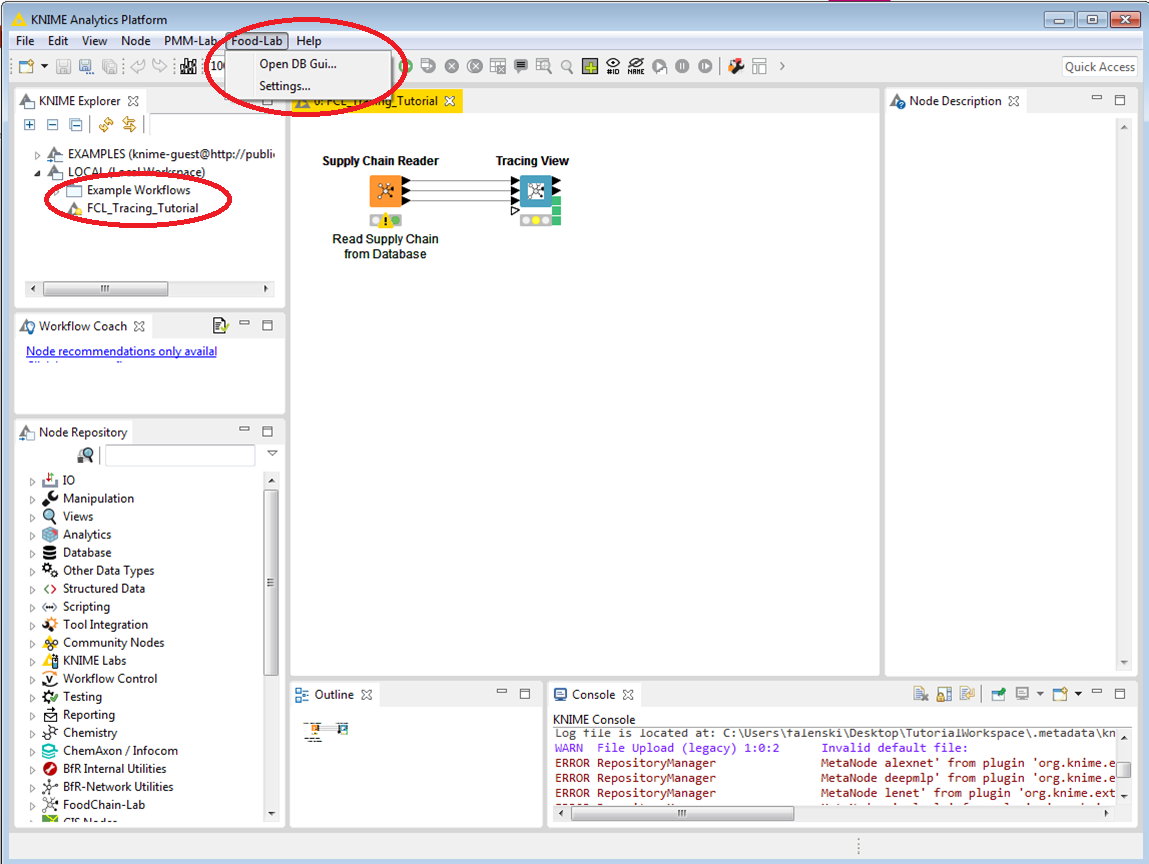 KNIME Analytics Platform
File Edit View Node PMM-Lab Food-Lab Help
Open DB Gui...
Settings...
Quick Access
KNIME Explorer
0: FCL_Tracing_Tutorial
Node Description
EXAMPLES (knime-guest@http://public
LOCAL (Local Workspace)
Example Workflows
FCL_Tracing_Tutorial
Supply Chain Reader
Tracing View
Read Supply Chain
from Database
Workflow Coach
Node recommendations only availal
Node Repository
IO
Manipulation
Views
Analytics
Database
Other Data Types
Structured Data
Scripting
Tool Integration
Community Nodes
KNIME Labs
Workflow Control
Testing
Reporting
Chemistry
ChemAxon / Infocom
BfR Internal Utilities
BfR-Network Utilities
FoodChain-Lab
CIS Nodes
Outline
Console
KNIME Console
Log file is located at: C:\Users\falenski\Desktop\TutorialWorkspace\.metadata\kn
WARN File Upload (legacy) 1:0:2 Invalid default file:
ERROR RepositoryManager MetaNode alexnet' from plugin 'org.knime.e
ERROR RepositoryManager MetaNode deepmlp' from plugin 'org.knime.e
ERROR RepositoryManager MetaNode lenet' from plugin 'org.knime.ext